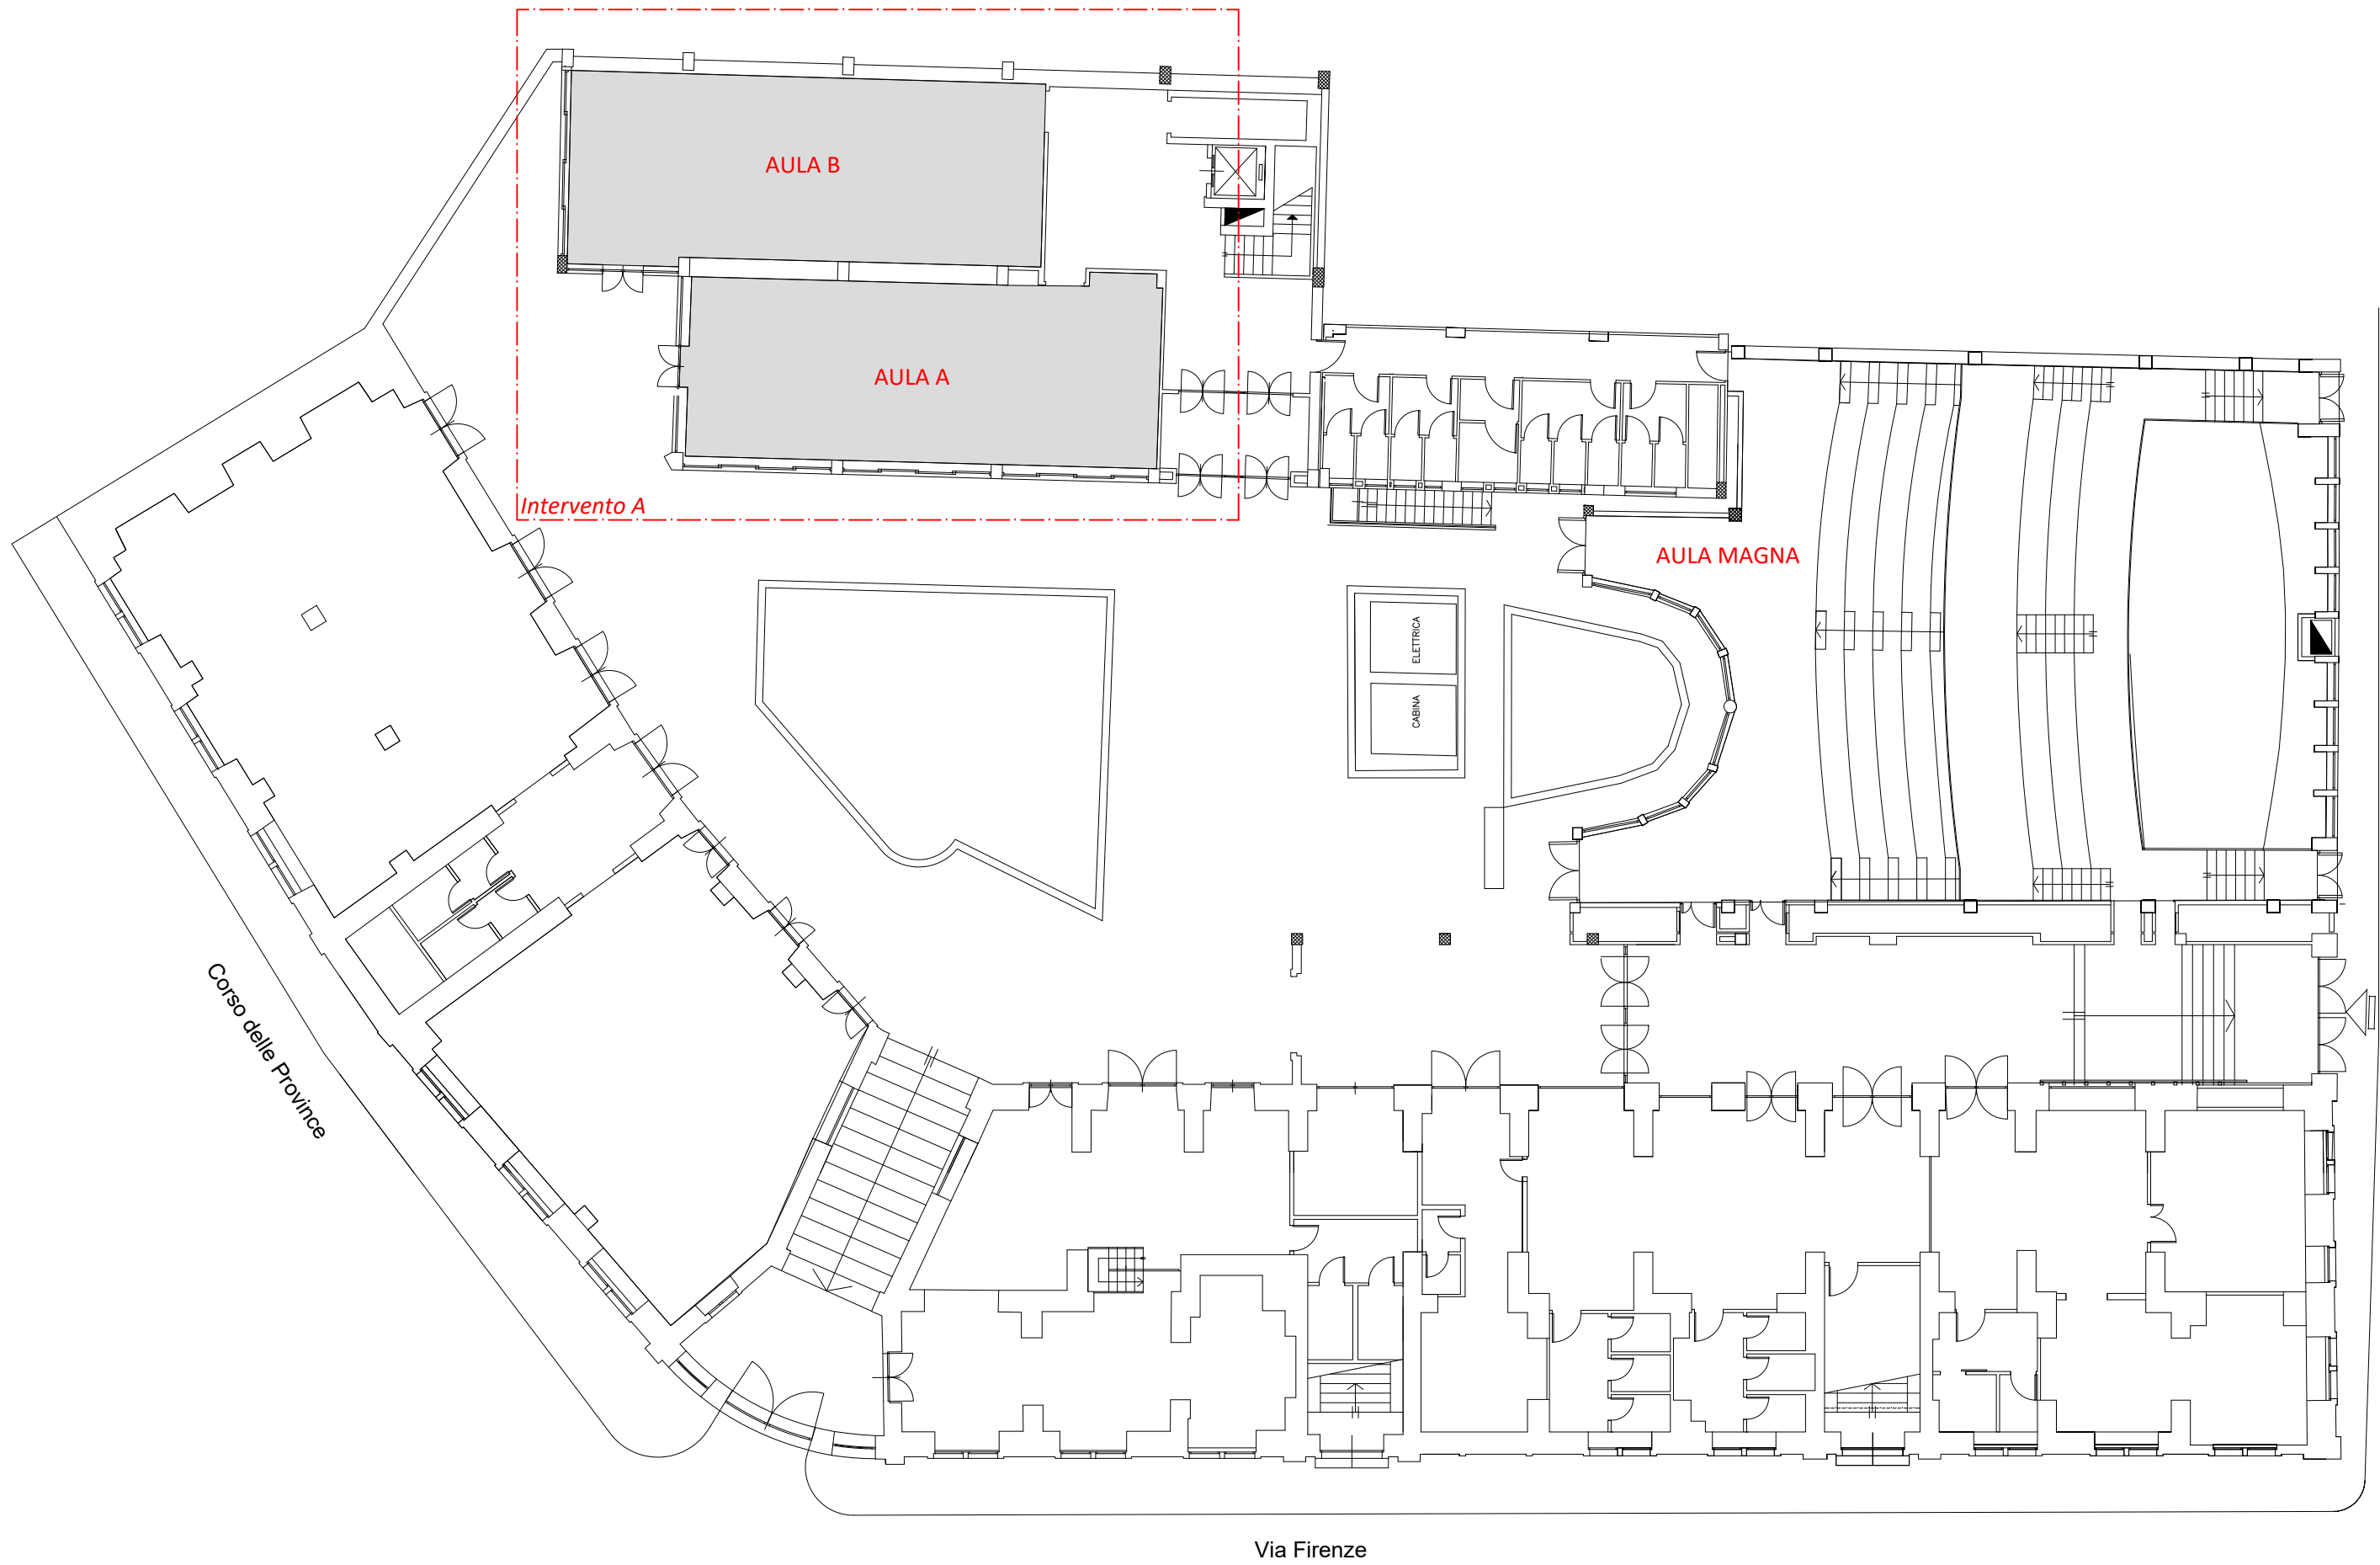 AULA B
AULA A
Intervento A
AULA MAGNA
ELETTRICA
CABINA
Corso delle Province
Via Firenze